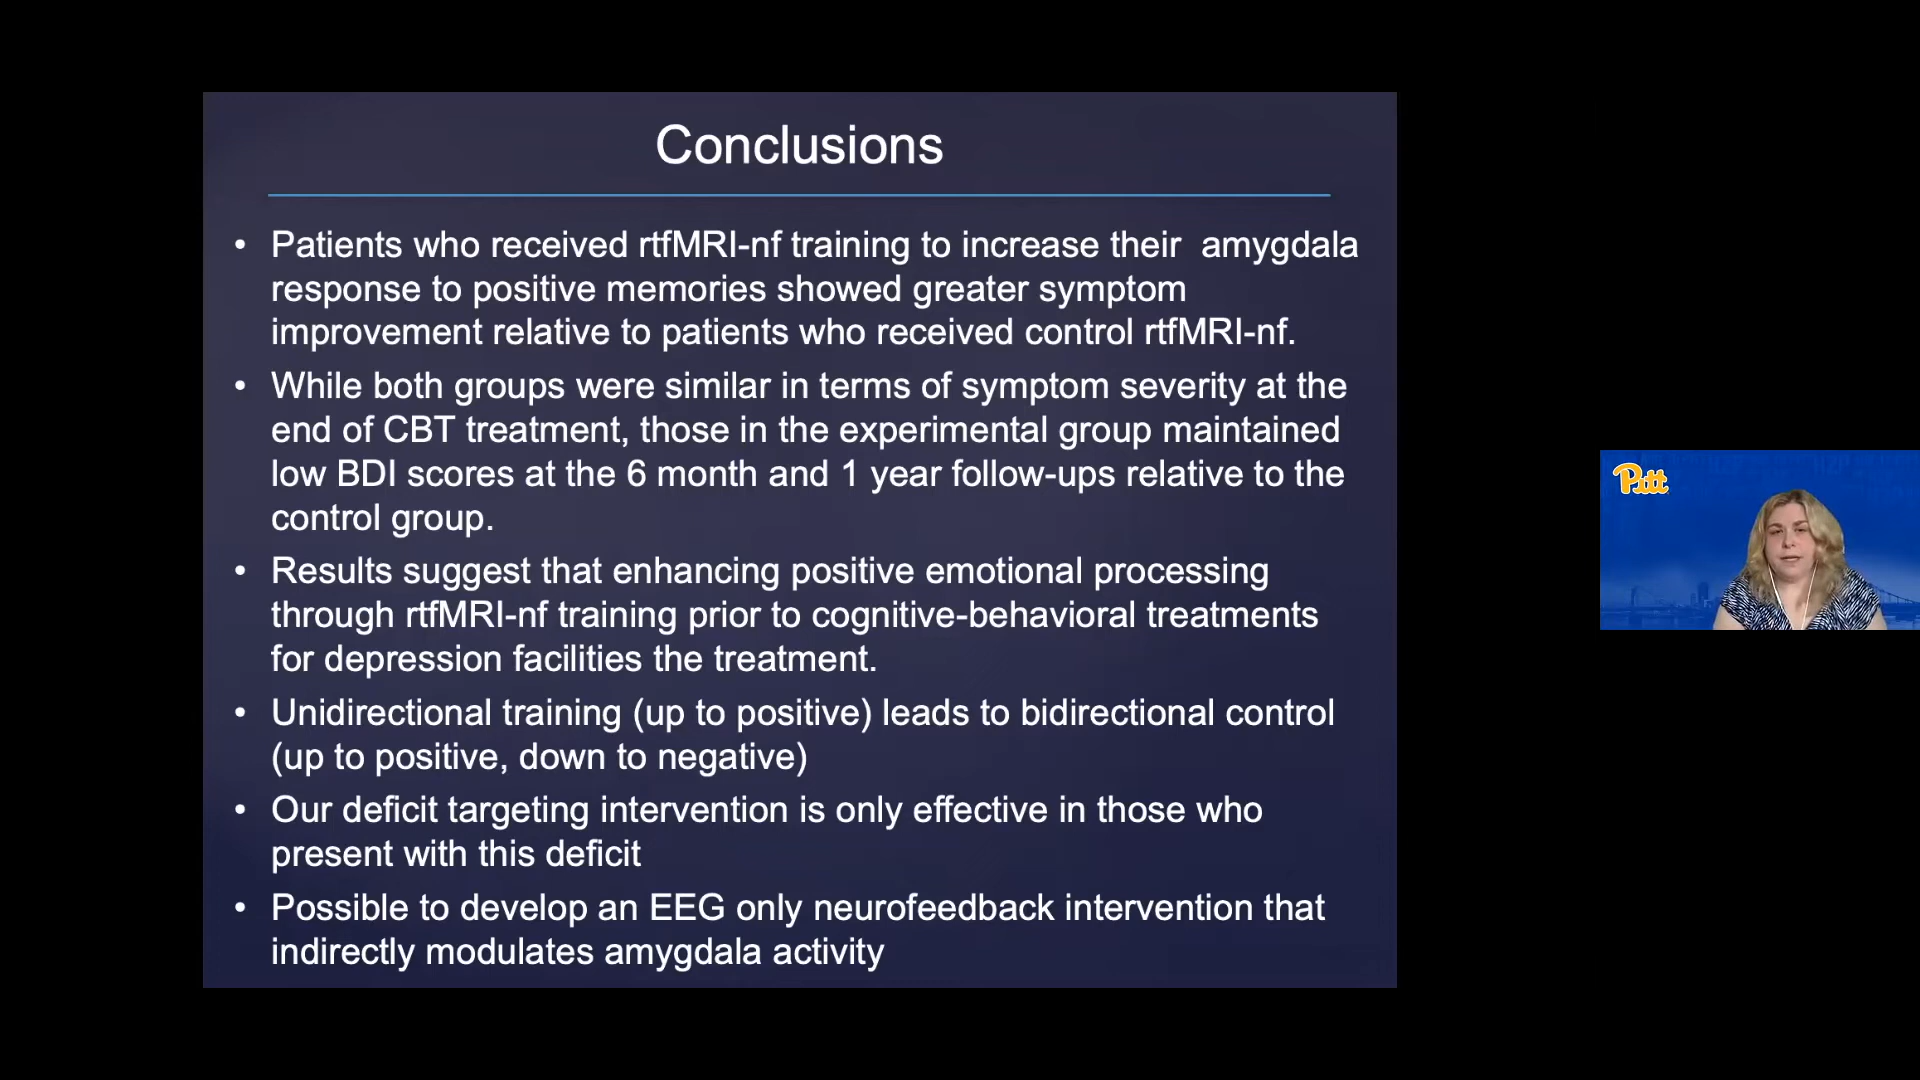 Conclusions
• Patients who received rtfMRI-nf training to increase their  amygdala
response to positive memories showed greater symptom
improvement relative to patients who received control rtfMRI-nf.
• While both groups were similar in terms of symptom severity at the
end of CBT treatment, those in the experimental group maintained
low BDI scores at the 6 month and 1 year follow-ups relative to the
control group.
• Results suggest that enhancing positive emotional processing
through rtfMRI-nf training prior to cognitive-behavioral treatments
for depression facilities the treatment.
• Unidirectional training (up to positive) leads to bidirectional control
(up to positive, down to negative)
• Our deficit targeting intervention is only effective in those who
present with this deficit
• Possible to develop an EEG only neurofeedback intervention that
indirectly modulates amygdala activity
Pitt